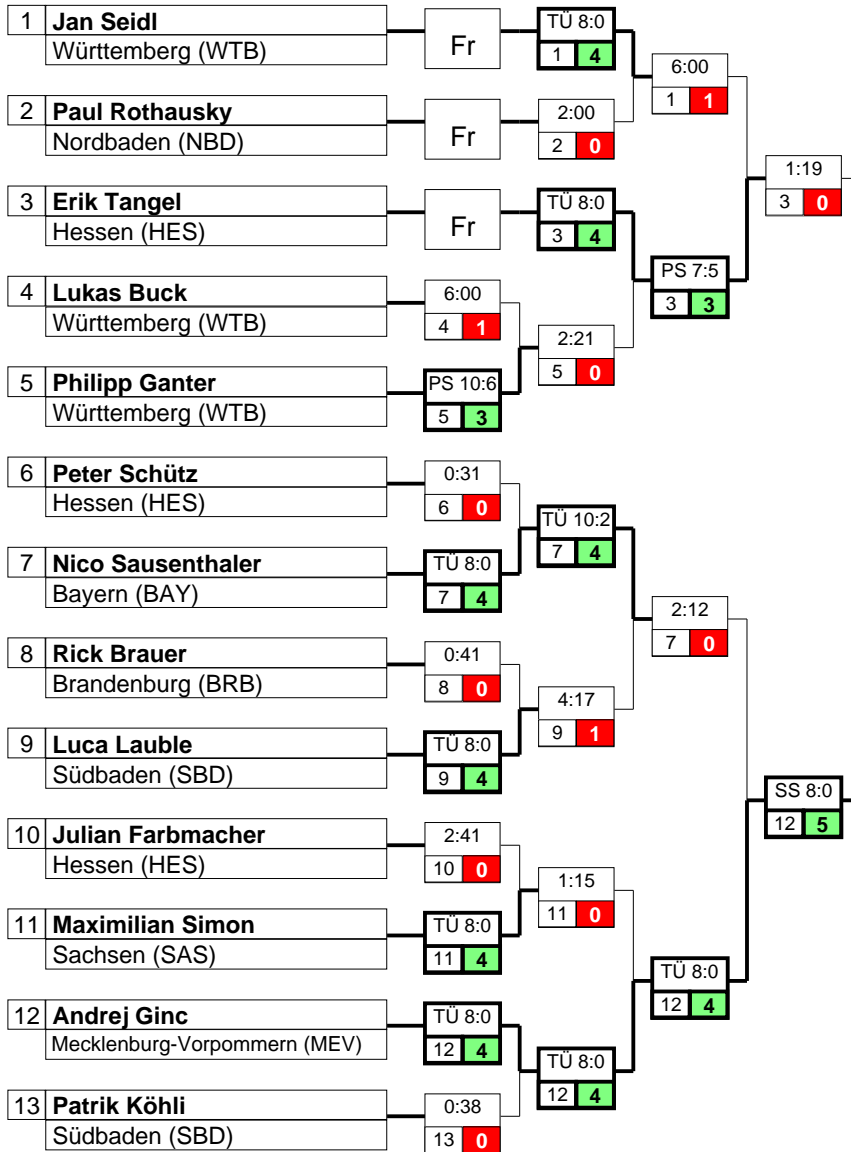 1 Jan Seidl
Württemberg (WTB)
Fr
TÜ 8:0
1 4
6:00
1 1
2 Paul Rothausky
Nordbaden (NBD)
Fr
2:00
2 0
1:19
3 0
3 Erik Tangel
Hessen (HES)
Fr
TÜ 8:0
3 4
PS 7:5
3 3
4 Lukas Buck
Württemberg (WTB)
6:00
4 1
2:21
5 0
5 Philipp Ganter
Württemberg (WTB)
PS 10:6
5 3
6 Peter Schütz
Hessen (HES)
0:31
6 0
TÜ 10:2
7 4
7 Nico Sausenthaler
Bayern (BAY)
TÜ 8:0
7 4
2:12
7 0
8 Rick Brauer
Brandenburg (BRB)
0:41
8 0
4:17
9 1
9 Luca Lauble
Südbaden (SBD)
TÜ 8:0
9 4
SS 8:0
12 5
10 Julian Farbmacher
Hessen (HES)
2:41
10 0
1:15
11 0
11 Maximilian Simon
Sachsen (SAS)
TÜ 8:0
11 4
TÜ 8:0
12 4
12 Andrej Ginc
Mecklenburg-Vorpommern (MEV)
TÜ 8:0
12 4
TÜ 8:0
12 4
13 Patrik Köhli
Südbaden (SBD)
0:38
13 0